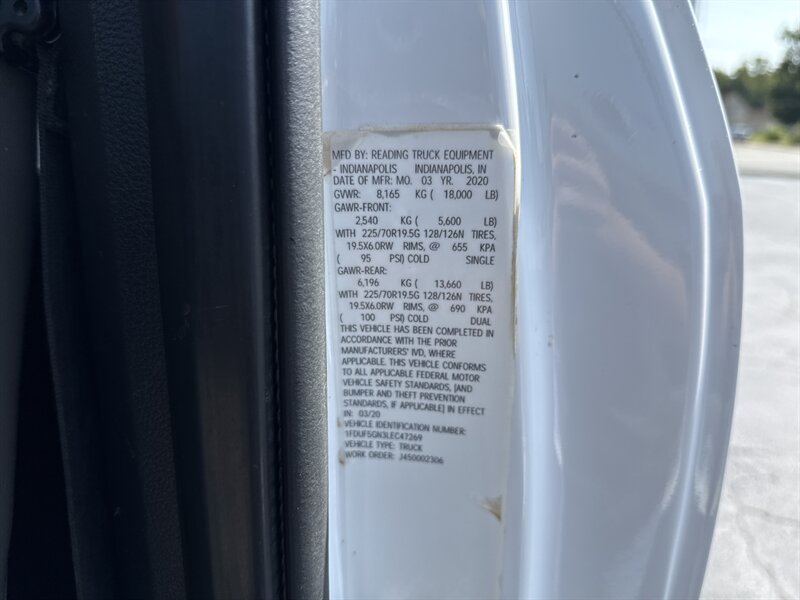 MFD BY: READING TRUCK EQUIPMENT
- INDIANAPOLIS INDIANAPOLIS, IN
DATE OF MFR: MO. 03 YR. 2020
GVWR: 8,165 KG ( 18,000 LB)
GAWR-FRONT:
2,540 KG ( 5,600 LB)
WITH 225/70R19.5G 128/126N TIRES,
19.5X6.0RW RIMS, @ 655 KPA
( 95 PSI) COLD SINGLE
GAWR-REAR:
6,196 KG ( 13,660 LB)
WITH 225/70R19.5G 128/126N TIRES,
19.5X6.0RW RIMS, @ 690 KPA
( 100 PSI) COLD DUAL
THIS VEHICLE HAS BEEN COMPLETED IN
ACCORDANCE WITH THE PRIOR
MANUFACTURERS' IVD, WHERE
APPLICABLE. THIS VEHICLE CONFORMS
TO ALL APPLICABLE FEDERAL MOTOR
VEHICLE SAFETY STANDARDS, [AND
BUMPER AND THEFT PREVENTION
STANDARDS, IF APPLICABLE] IN EFFECT
IN: 03/20
VEHICLE IDENTIFICATION NUMBER:
1FDUF5GN3LEC47269
VEHICLE TYPE: TRUCK
WORK ORDER: J450002306